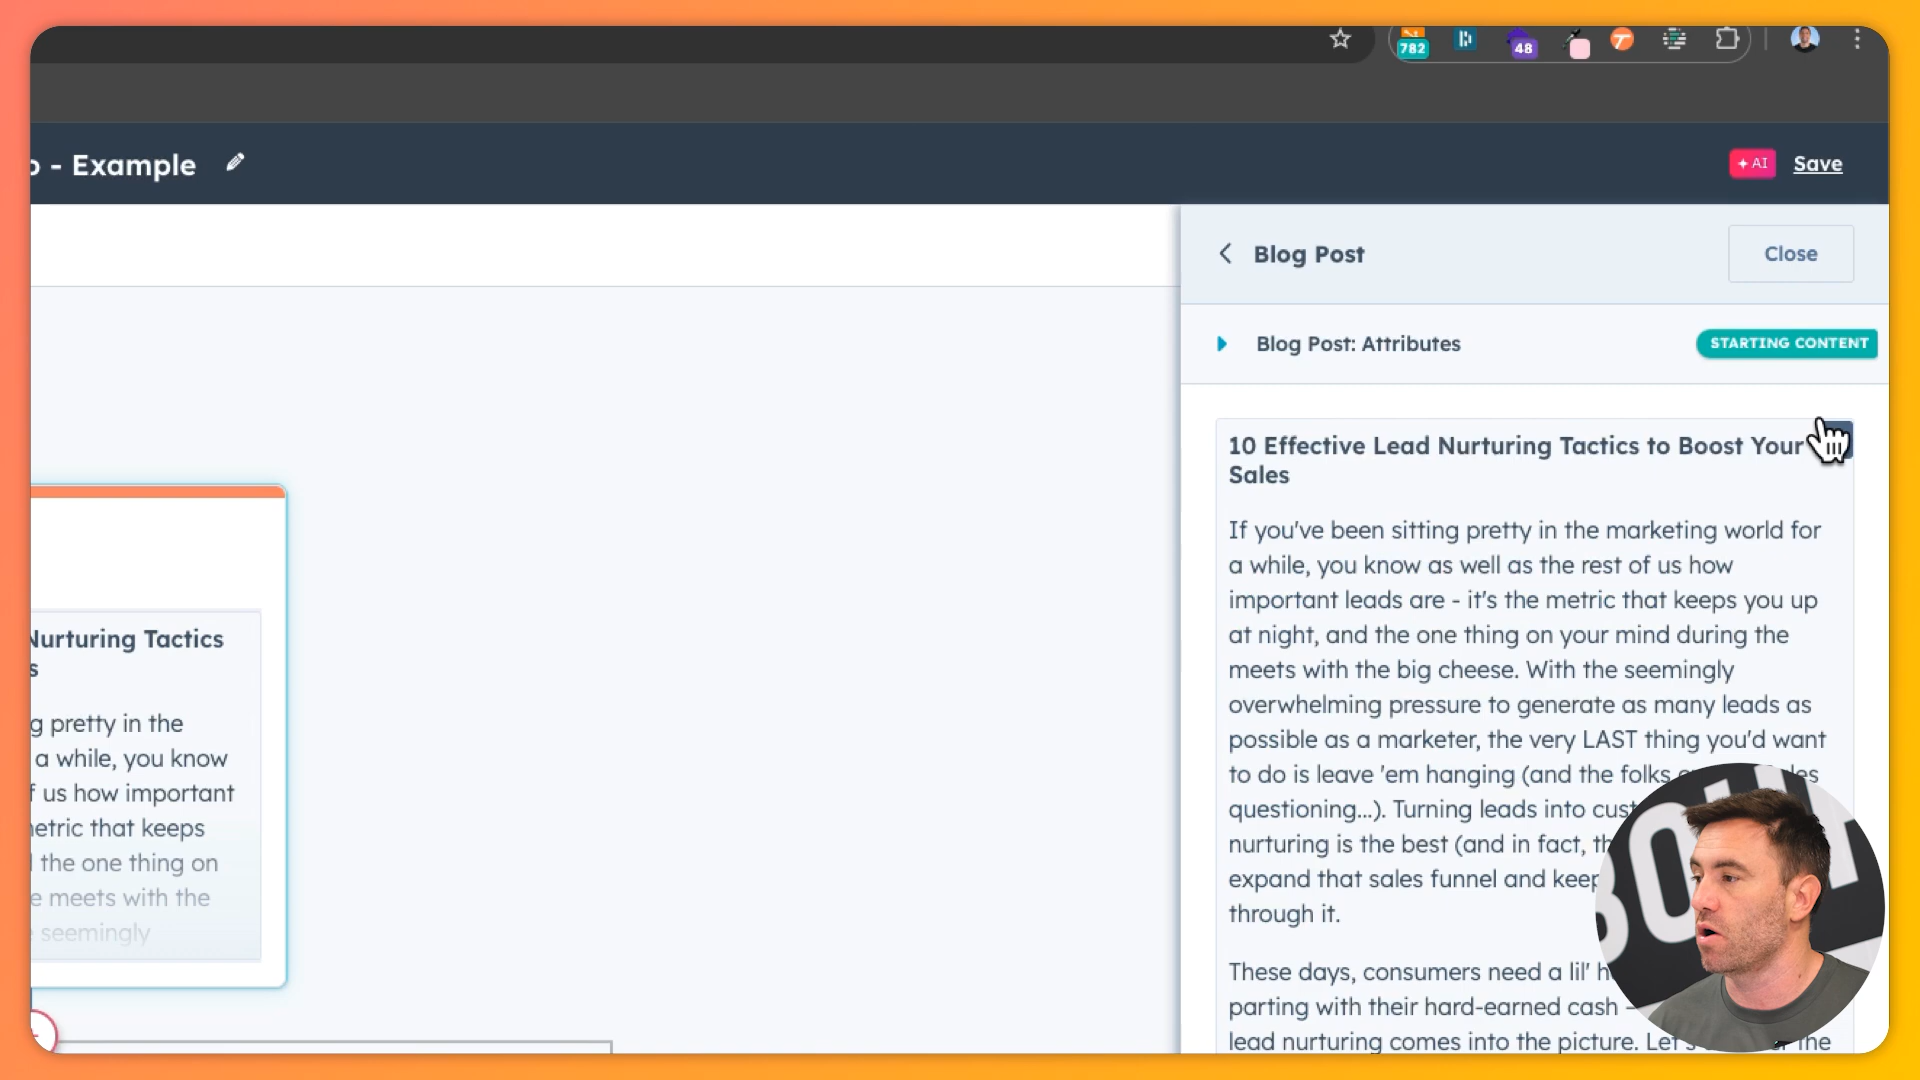 782
48
- Example
AI
Save
Blog Post
Close
Blog Post: Attributes
STARTING CONTENT
10 Effective Lead Nurturing Tactics to Boost Your
Sales
If you've been sitting pretty in the marketing world for
a while, you know as well as the rest of us how
important leads are - it's the metric that keeps you up
at night, and the one thing on your mind during the
meets with the big cheese. With the seemingly
overwhelming pressure to generate as many leads as
possible as a marketer, the very LAST thing you'd want
to do is leave 'em hanging (and the folks
questioning...). Turning leads into
nurturing is the best (and in fact,
expand that sales funnel and keep
through it.
These days, consumers need a lil'
parting with their hard-earned cash –
lead nurturing comes into the picture. Let's the
Nurturing Tactics
s
g pretty in the
a while, you know
f us how important
etric that keeps
the one thing on
e meets with the
seemingly